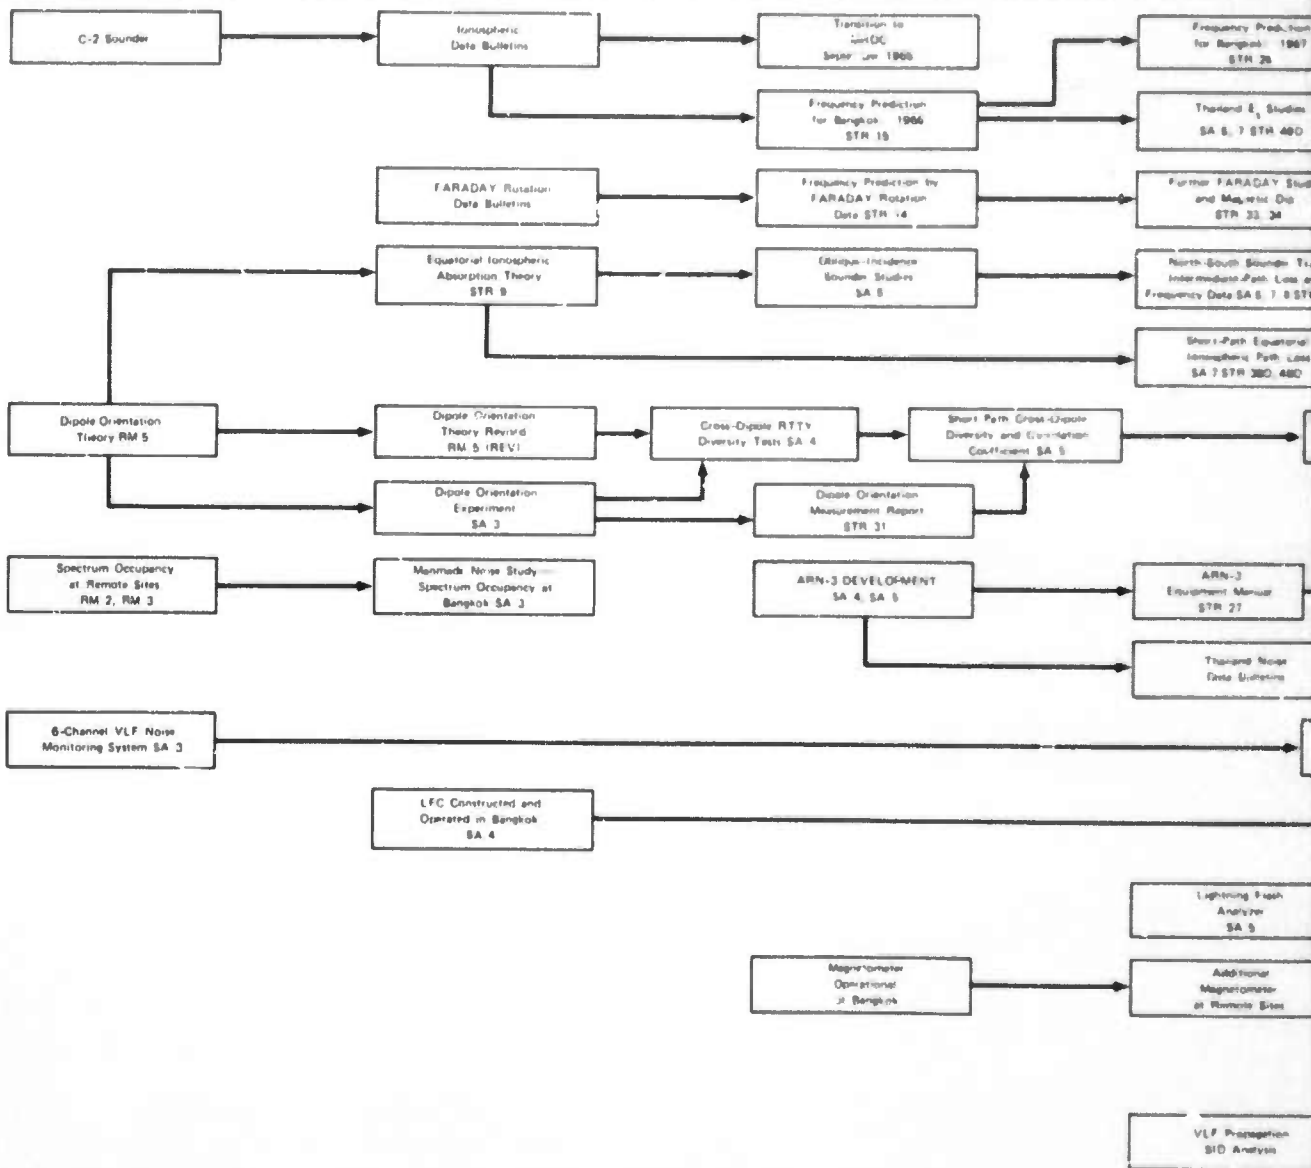 C-2 Sounder
Ionospheric
Data Bulletins
Transition to
1965
Frequency Prediction
for Bangkok 1967
STR 26
Frequency Prediction
for Bangkok 1966
STR 15
Thailand Es Studies
SA 6, 7 STR 40D
FARADAY Rotation
Data Bulletins
Frequency Prediction by
FARADAY Rotation
Data STR 14
Further FARADAY Stud
and Magnetic Dip
STR 33, 34
Equatorial Ionospheric
Absorption Theory
STR 9
Oblique-Incidence
Sounder Studies
SA 5
North-South Sounder
Intermediate-Path Loss
Frequency Data SA 6, 7, 8
Short-Path Equatorial
Ionospheric Path Loss
SA 7 STR 38D, 48D
Dipole Orientation
Theory RM 5
Dipole Orientation
Theory Revised
RM 5 (REV)
Cross-Dipole RTTY
Diversity Tests SA 4
Short Path Cross-Dipole
Diversity and Correlation
Coefficient SA 5
Dipole Orientation
Experiment
SA 3
Dipole Orientation
Measurement Report
STR 31
Spectrum Occupancy
at Remote Sites
RM 2, RM 3
Manmade Noise Study
Spectrum Occupancy at
Bangkok SA 3
ARN-3 DEVELOPMENT
SA 4, SA 5
ARN-3
Equipment Manual
STR 27
Thailand Noise
Data Bulletins
6-Channel VLF Noise
Monitoring System SA 3
LFC Constructed and
Operated in Bangkok
SA 4
Lightning Flash
Analyzer
SA 5
Magnetometer
Operational
at Bangkok
Additional
Magnetometer
at Remote Sites
VLF Propagation
SID Analysis